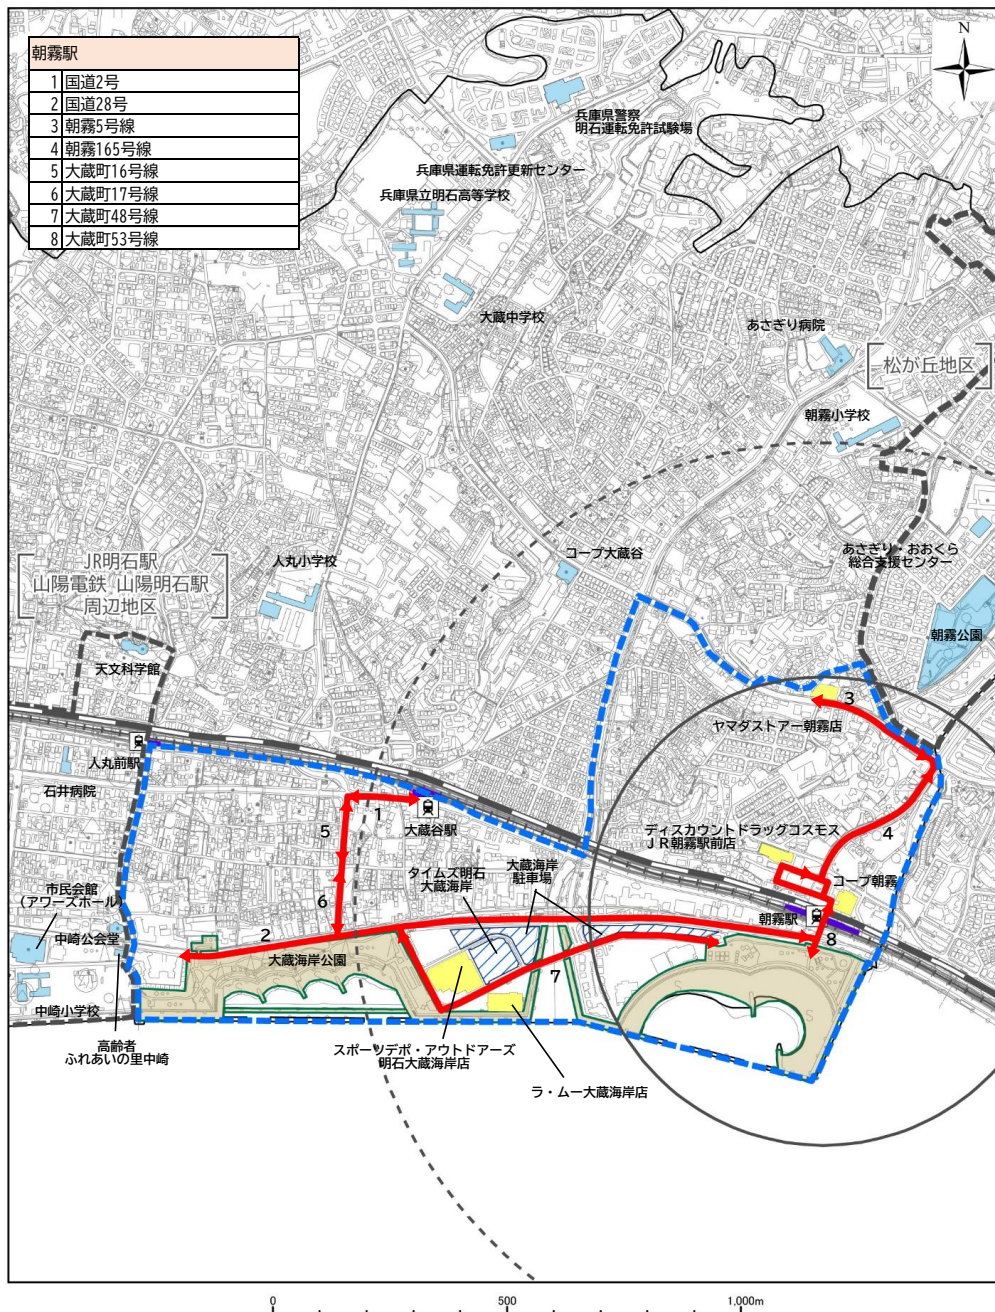 朝霧駅
1 国道2号
2 国道28号
3 朝霧5号線
4 朝霧165号線
5 大蔵町16号線
6 大蔵町17号線
7 大蔵町48号線
8 大蔵町53号線
N
兵庫県警察
明石運転免許試験場
兵庫県運転免許更新センター
兵庫県立明石高等学校
大蔵中学校
あさぎり病院
松が丘地区
朝霧小学校
コープ大蔵谷
あさぎり・おおくら
総合支援センター
人丸小学校
JR明石駅
山陽電鉄 山陽明石駅
周辺地区
朝霧公園
天文科学館
3
ヤマダストアー朝霧店
人丸前駅
石井病院
1
大蔵谷駅
5
4
ディスカウントドラッグコスモス
JR朝霧駅前店
タイムズ明石
大蔵海岸
大蔵海岸
駐車場
コープ朝霧
市民会館
(アワーズホール)
6
朝霧駅
中崎公会堂
2
8
大蔵海岸公園
7
中崎小学校
高齢者
ふれあいの里中崎
スポーツデポ・アウトドアーズ
明石大蔵海岸店
ラ・ムー大蔵海岸店
0 500 1,000m